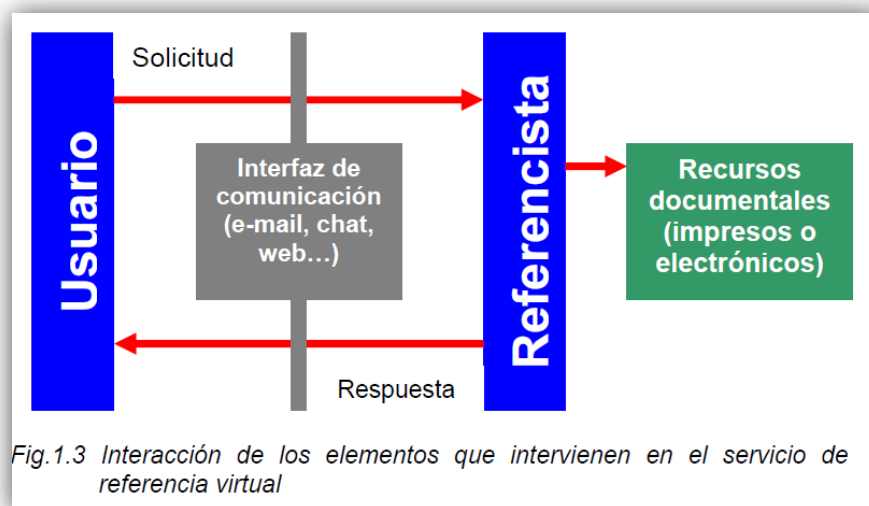 Solicitud
Usuario
Interfaz de
comunicación
(e-mail, chat,
web…)
Referencista
Recursos
documentales
(impresos o
electrónicos)
Respuesta
Fig.1.3 Interacción de los elementos que intervienen en el servicio de
referencia virtual